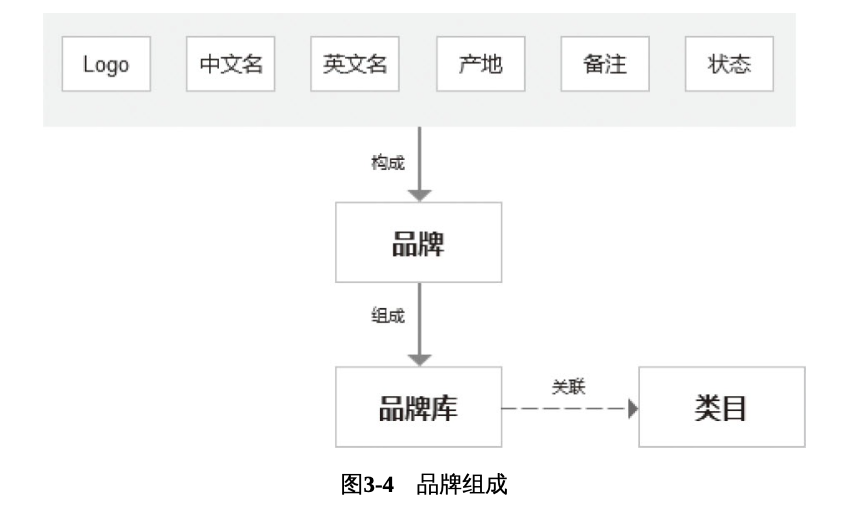 Logo 中文名 英文名 产地 备注 状态
构成
品牌
组成
关联
品牌库 类目
图3-4 品牌组成